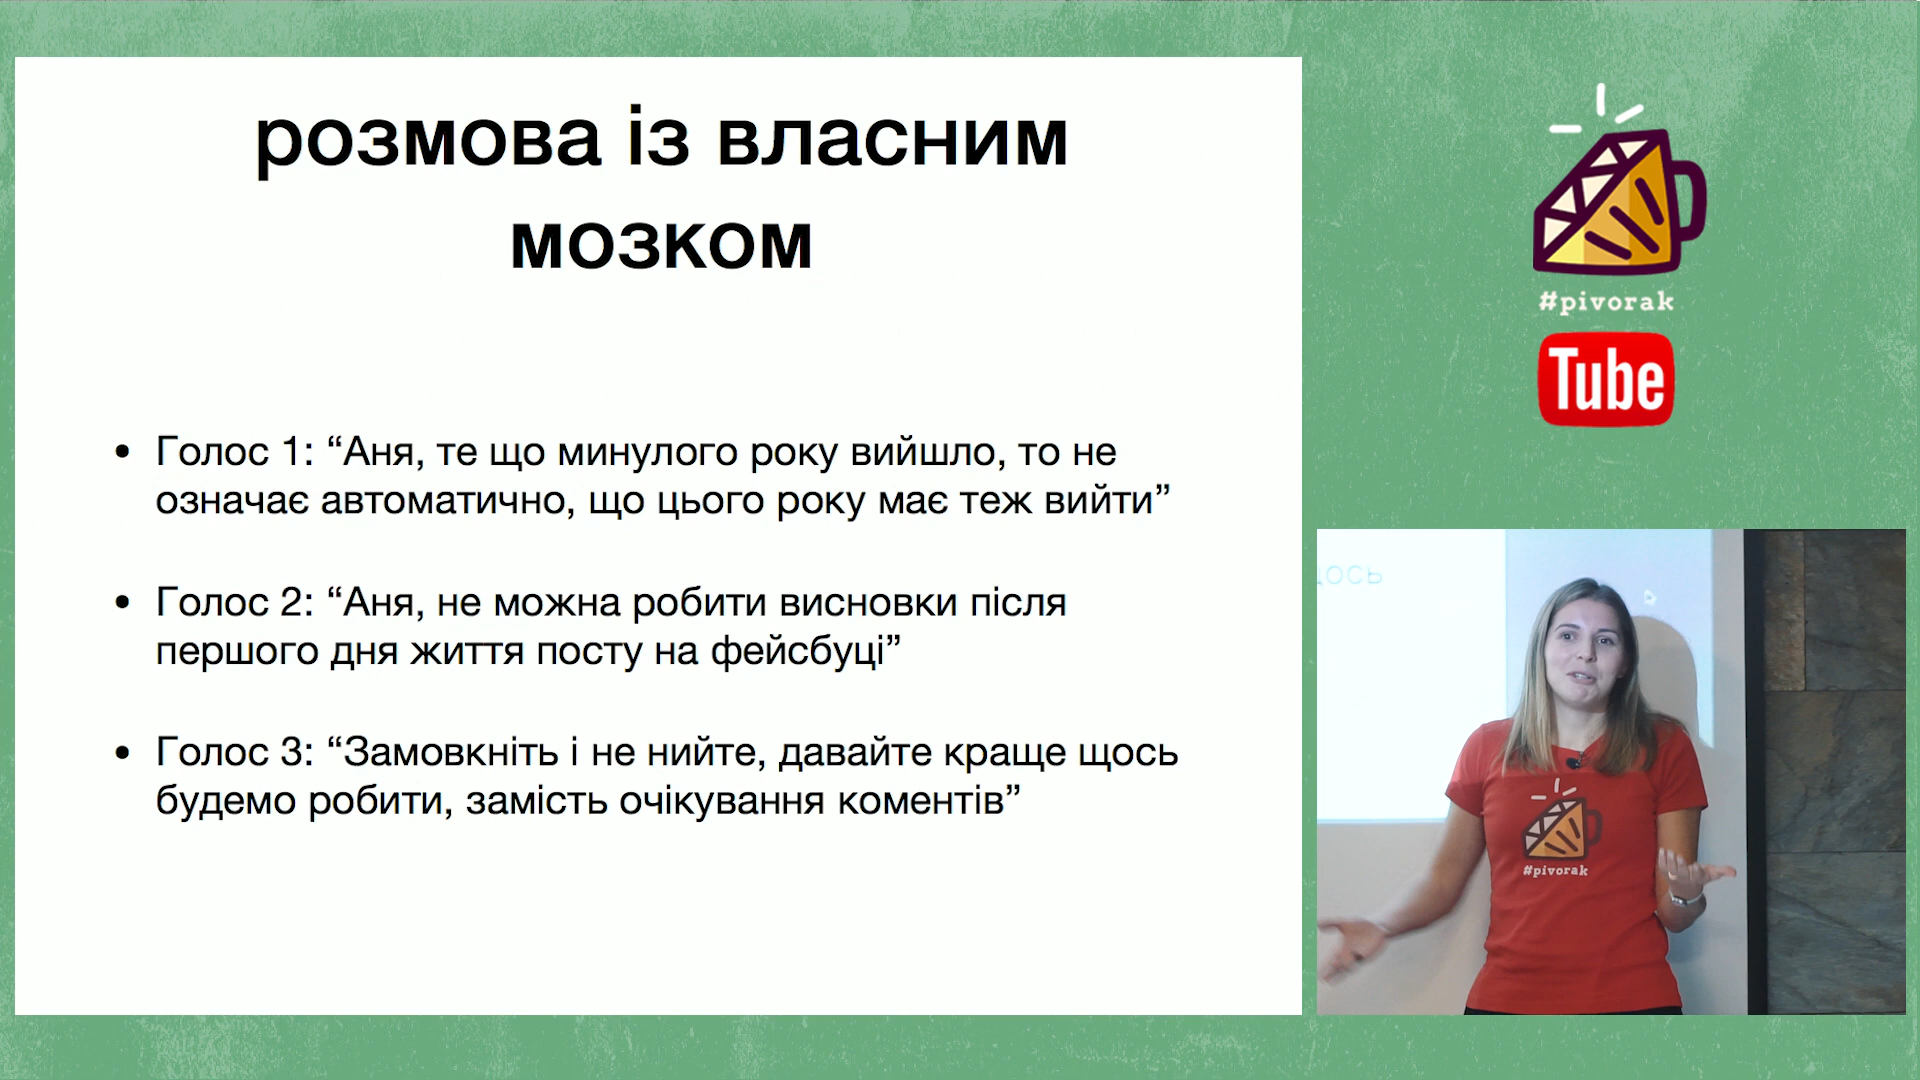 розмова із власним
мозком
Голос 1: “Аня, те що минулого року вийшло, то не
означає автоматично, що цього року має теж вийти”
Голос 2: “Аня, не можна робити висновки після
першого дня життя посту на фейсбуці”
Голос 3: “Замовкніть і не нийте, давайте краще щось
будемо робити, замість очікування коментів”
#pivorak
Tube
щось
#pivorak